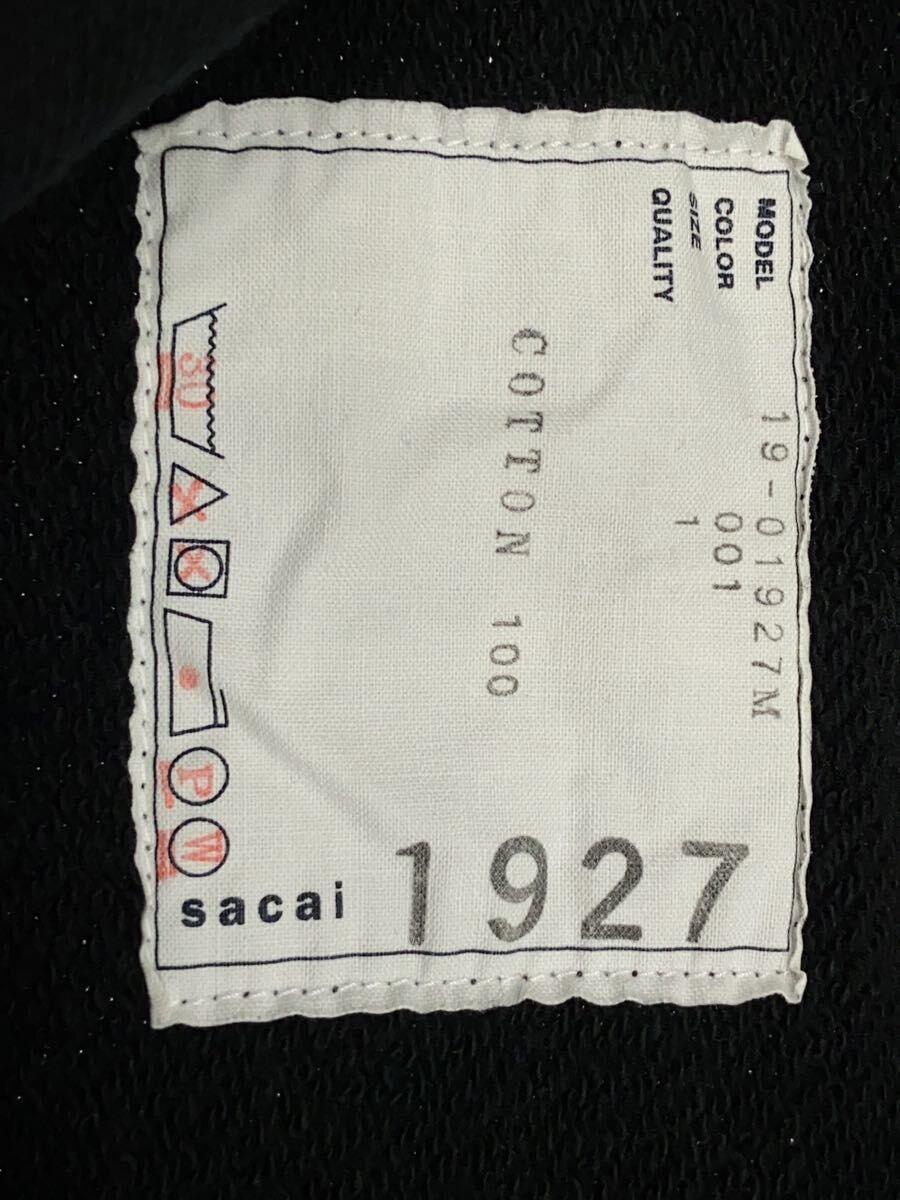 MODEL 19-01927M
COLOR 001
SIZE 1
QUALITY
COTTON 100
30
P
W
sacai
1927